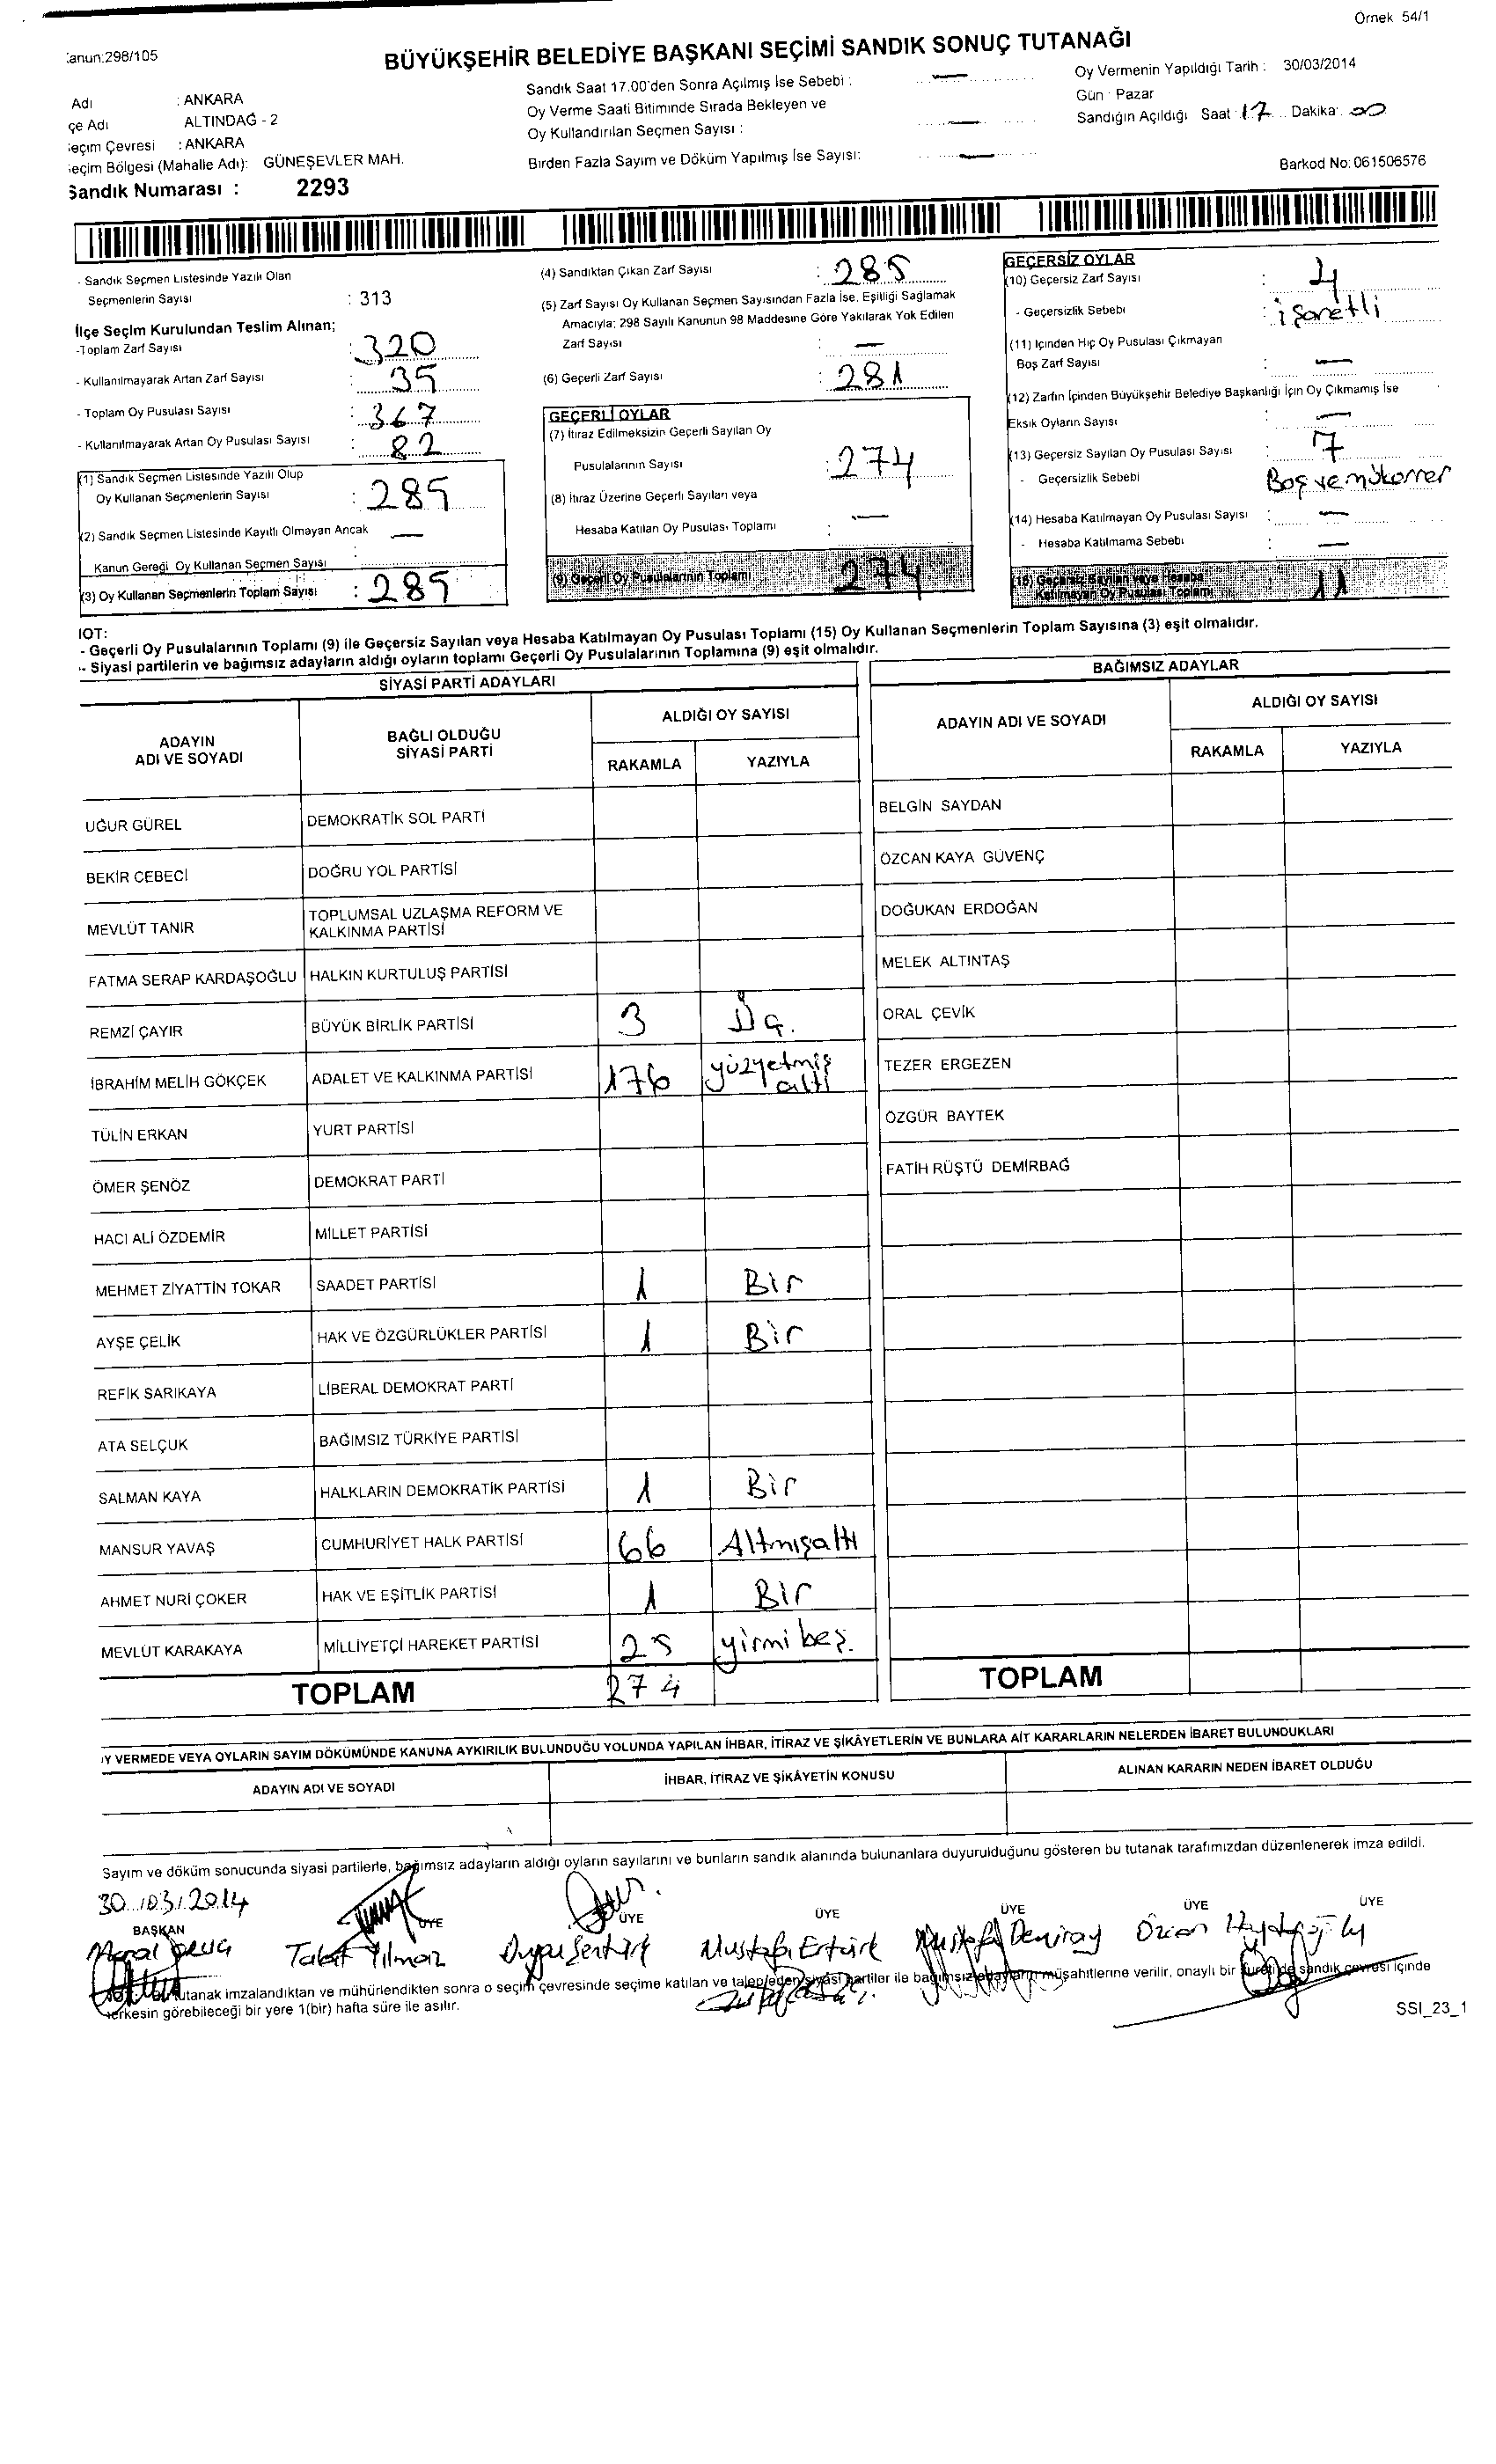 Örnek 54/1
BÜYÜKŞEHİR BELEDİYE BAŞKANI SEÇİMİ SANDIK SONUÇ TUTANAĞI
anun:298/105
Adı : ANKARA
çe Adı ALTINDAĞ - 2
eçim Çevresi : ANKARA
eçim Bölgesi (Mahalle Adı): GÜNEŞEVLER MAH.
Sandık Numarası : 2293
Sandık Saat 17.00'den Sonra Açılmış İse Sebebi : —
Oy Verme Saati Bitiminde Sırada Bekleyen ve
Oy Kullandırılan Seçmen Sayısı : —
Birden Fazla Sayım ve Döküm Yapılmış İse Sayısı: —
Oy Vermenin Yapıldığı Tarih : 30/03/2014
Gün : Pazar
Sandığın Açıldığı Saat 17 Dakika: 00
Barkod No: 061506576
- Sandık Seçmen Listesinde Yazılı Olan
Seçmenlerin Sayısı : 313
İlçe Seçim Kurulundan Teslim Alınan;
-Toplam Zarf Sayısı : 320
- Kullanılmayarak Artan Zarf Sayısı : 35
- Toplam Oy Pusulası Sayısı : 367
- Kullanılmayarak Artan Oy Pusulası Sayısı : 82
(1) Sandık Seçmen Listesinde Yazılı Olup
Oy Kullanan Seçmenlerin Sayısı : 285
(2) Sandık Seçmen Listesinde Kayıtlı Olmayan Ancak —
Kanun Gereği Oy Kullanan Seçmen Sayısı :
(3) Oy Kullanan Seçmenlerin Toplam Sayısı : 285
(4) Sandıktan Çıkan Zarf Sayısı : 285
(5) Zarf Sayısı Oy Kullanan Seçmen Sayısından Fazla İse, Eşitliği Sağlamak
Amacıyla; 298 Sayılı Kanunun 98 Maddesine Göre Yakılarak Yok Edilen
Zarf Sayısı : —
(6) Geçerli Zarf Sayısı : 281
GEÇERLİ OYLAR
(7) İtiraz Edilmeksizin Geçerli Sayılan Oy
Pusulalarının Sayısı : 274
(8) İtiraz Üzerine Geçerli Sayılan veya
Hesaba Katılan Oy Pusulası Toplamı : —
(9) Geçerli Oy Pusulalarının Toplamı 274
GEÇERSİZ OYLAR
(10) Geçersiz Zarf Sayısı : 4
- Geçersizlik Sebebi : işaretli
(11) İçinden Hiç Oy Pusulası Çıkmayan
Boş Zarf Sayısı : —
(12) Zarfın İçinden Büyükşehir Belediye Başkanlığı İçin Oy Çıkmamış İse
Eksik Oyların Sayısı : —
(13) Geçersiz Sayılan Oy Pusulası Sayısı : 7
- Geçersizlik Sebebi Boş ve mükerrer
(14) Hesaba Katılmayan Oy Pusulası Sayısı : —
- Hesaba Katılmama Sebebi : —
(15) Geçersiz Sayılan veya Hesaba
Katılmayan Oy Pusulası Toplamı 11
IOT:
- Geçerli Oy Pusulalarının Toplamı (9) ile Geçersiz Sayılan veya Hesaba Katılmayan Oy Pusulası Toplamı (15) Oy Kullanan Seçmenlerin Toplam Sayısına (3) eşit olmalıdır.
- Siyasi partilerin ve bağımsız adayların aldığı oyların toplamı Geçerli Oy Pusulalarının Toplamına (9) eşit olmalıdır.
SİYASİ PARTİ ADAYLARI
ADAYIN
ADI VE SOYADI
BAĞLI OLDUĞU
SİYASİ PARTİ
ALDIĞI OY SAYISI
RAKAMLA YAZIYLA
UĞUR GÜREL DEMOKRATİK SOL PARTİ
BEKİR CEBECİ DOĞRU YOL PARTİSİ
MEVLÜT TANIR TOPLUMSAL UZLAŞMA REFORM VE
KALKINMA PARTİSİ
FATMA SERAP KARDAŞOĞLU HALKIN KURTULUŞ PARTİSİ
REMZİ ÇAYIR BÜYÜK BİRLİK PARTİSİ 3 Üç.
İBRAHİM MELİH GÖKÇEK ADALET VE KALKINMA PARTİSİ 176 yüzyetmiş
altı
TÜLİN ERKAN YURT PARTİSİ
ÖMER ŞENÖZ DEMOKRAT PARTİ
HACI ALİ ÖZDEMİR MİLLET PARTİSİ
MEHMET ZİYATTİN TOKAR SAADET PARTİSİ 1 Bir
AYŞE ÇELİK HAK VE ÖZGÜRLÜKLER PARTİSİ 1 Bir
REFİK SARIKAYA LİBERAL DEMOKRAT PARTİ
ATA SELÇUK BAĞIMSIZ TÜRKİYE PARTİSİ
SALMAN KAYA HALKLARIN DEMOKRATİK PARTİSİ 1 Bir
MANSUR YAVAŞ CUMHURİYET HALK PARTİSİ 66 Altmışaltı
AHMET NURİ ÇOKER HAK VE EŞİTLİK PARTİSİ 1 Bir
MEVLÜT KARAKAYA MİLLİYETÇİ HAREKET PARTİSİ 25 yirmi beş.
TOPLAM 274
BAĞIMSIZ ADAYLAR
ADAYIN ADI VE SOYADI
ALDIĞI OY SAYISI
RAKAMLA YAZIYLA
BELGİN SAYDAN
ÖZCAN KAYA GÜVENÇ
DOĞUKAN ERDOĞAN
MELEK ALTINTAŞ
ORAL ÇEVİK
TEZER ERGEZEN
ÖZGÜR BAYTEK
FATİH RÜŞTÜ DEMİRBAĞ
TOPLAM
Y VERMEDE VEYA OYLARIN SAYIM DÖKÜMÜNDE KANUNA AYKIRILIK BULUNDUĞU YOLUNDA YAPILAN İHBAR, İTİRAZ VE ŞİKÂYETLERİN VE BUNLARA AİT KARARLARIN NELERDEN İBARET BULUNDUKLARI
ADAYIN ADI VE SOYADI İHBAR, İTİRAZ VE ŞİKÂYETİN KONUSU ALINAN KARARIN NEDEN İBARET OLDUĞU
Sayım ve döküm sonucunda siyasi partilerle, bağımsız adayların aldığı oyların sayılarını ve bunların sandık alanında bulunanlara duyurulduğunu gösteren bu tutanak tarafımızdan düzenlenerek imza edildi.
30/03/2014
BAŞKAN ÜYE ÜYE ÜYE ÜYE ÜYE ÜYE
Talat Yılmaz Duygu Şentürk Mustafa Ertürk Mustafa Demiray Özcan
utanak imzalandıktan ve mühürlendikten sonra o seçim çevresinde seçime katılan ve talep eden siyasi partiler ile bağımsız adayların müşahitlerine verilir, onaylı bir sureti de sandık çevresi içinde
erkesin görebileceği bir yere 1(bir) hafta süre ile asılır.
SSI_23_1